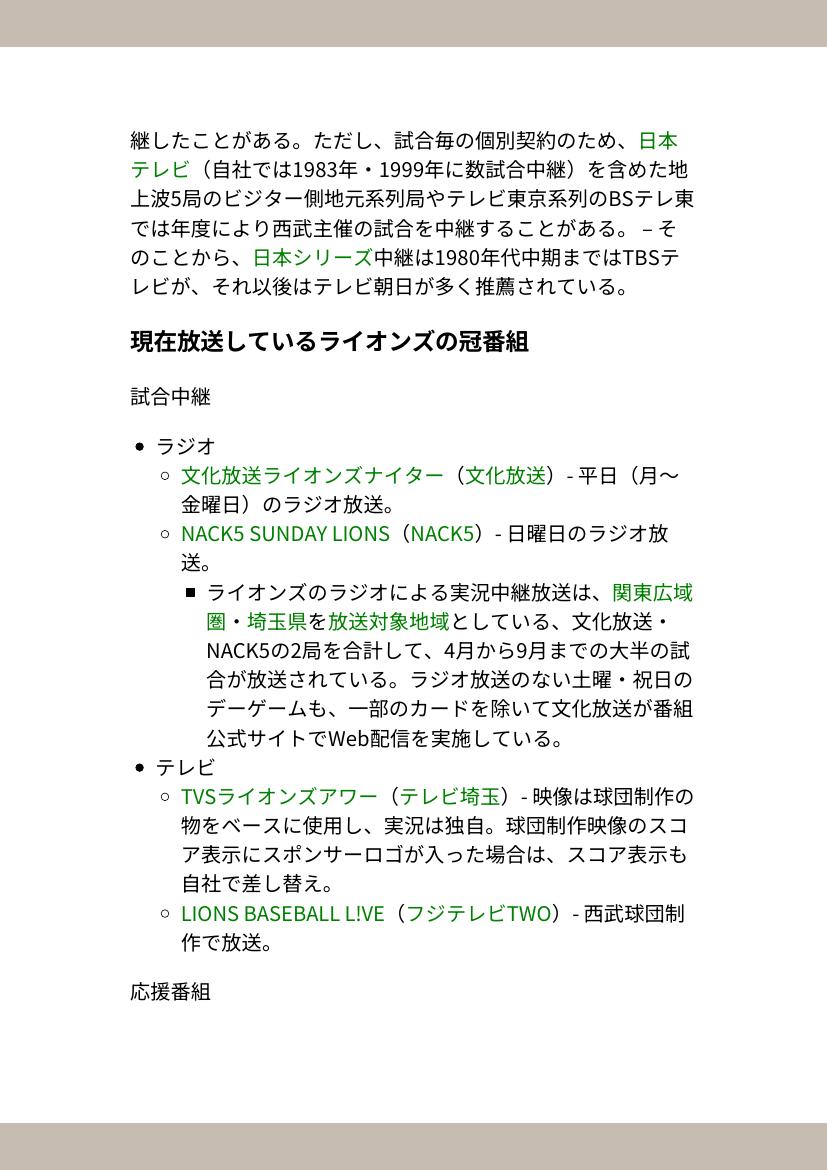 継したことがある。ただし、試合毎の個別契約のため、日本
テレビ（自社では1983年・1999年に数試合中継）を含めた地
上波5局のビジター側地元系列局やテレビ東京系列のBSテレ東
では年度により西武主催の試合を中継することがある。 – そ
のことから、日本シリーズ中継は1980年代中期まではTBSテ
レビが、それ以後はテレビ朝日が多く推薦されている。
現在放送しているライオンズの冠番組
試合中継
• ラジオ
○ 文化放送ライオンズナイター（文化放送）- 平日（月〜
金曜日）のラジオ放送。
○ NACK5 SUNDAY LIONS（NACK5）- 日曜日のラジオ放
送。
■ ライオンズのラジオによる実況中継放送は、関東広域
圏・埼玉県を放送対象地域としている、文化放送・
NACK5の2局を合計して、4月から9月までの大半の試
合が放送されている。ラジオ放送のない土曜・祝日の
デーゲームも、一部のカードを除いて文化放送が番組
公式サイトでWeb配信を実施している。
• テレビ
○ TVSライオンズアワー（テレビ埼玉）- 映像は球団制作の
物をベースに使用し、実況は独自。球団制作映像のスコ
ア表示にスポンサーロゴが入った場合は、スコア表示も
自社で差し替え。
○ LIONS BASEBALL L!VE（フジテレビTWO）- 西武球団制
作で放送。
応援番組